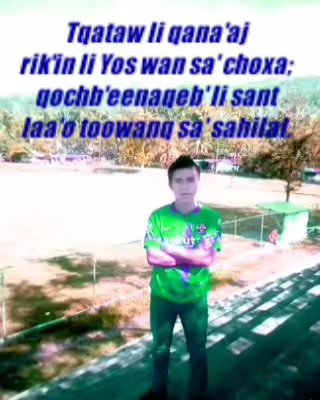 Tqataw li qana'aj
rik'in li Yos wan sa' choxa;
qochb'eenaqeb' li sant
laa'o toowanq sa' sahilal.